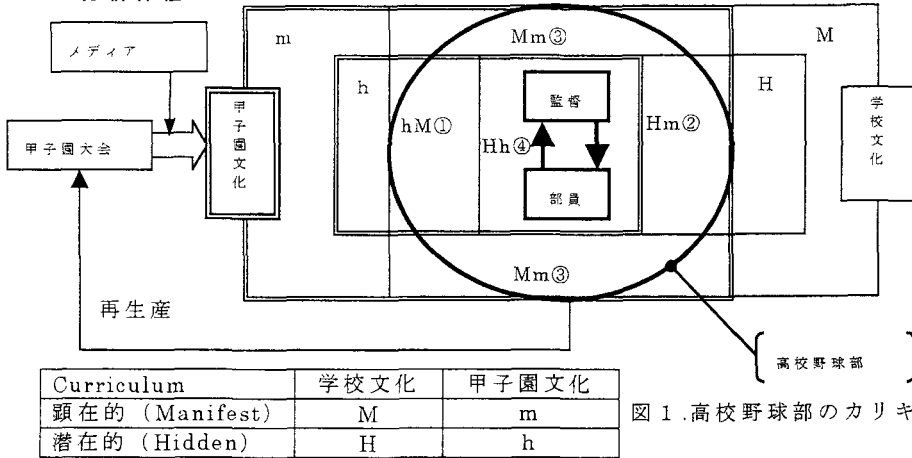 メディア
甲子園大会
甲子園文化
m
h
Mm③
M
H
hM①
Hh④
Hm②
監督
部員
学校文化
Mm③
再生産
高校野球部
Curriculum 学校文化 甲子園文化
顕在的 (Manifest) M m
潜在的 (Hidden) H h
図1.高校野球部のカリキ